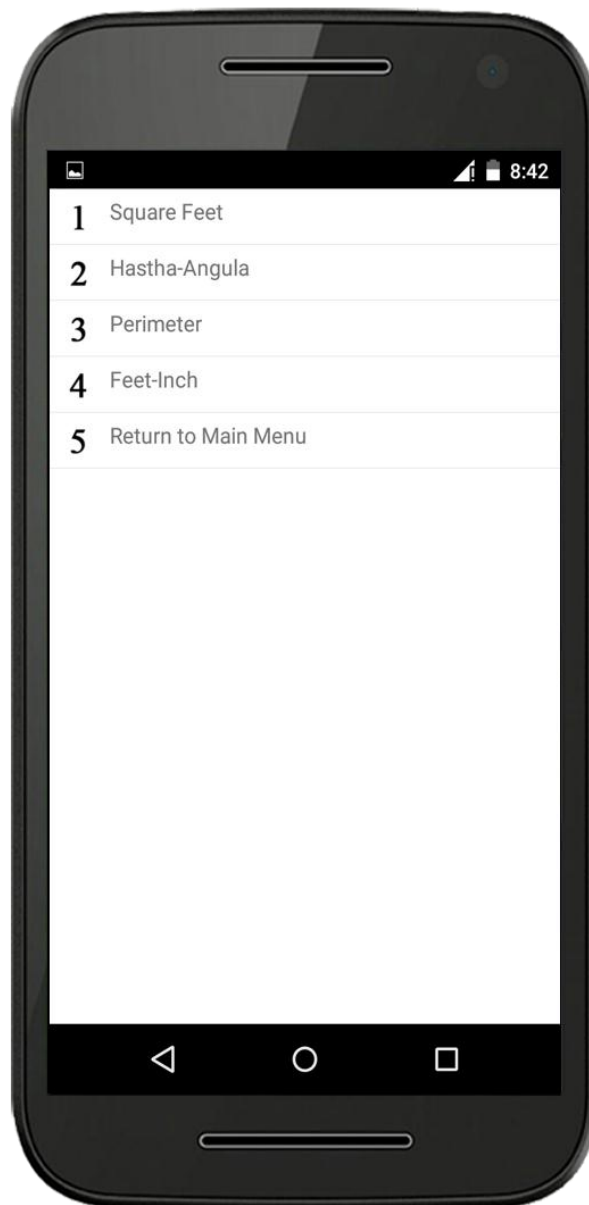 8:42
1 Square Feet
2 Hastha-Angula
3 Perimeter
4 Feet-Inch
5 Return to Main Menu